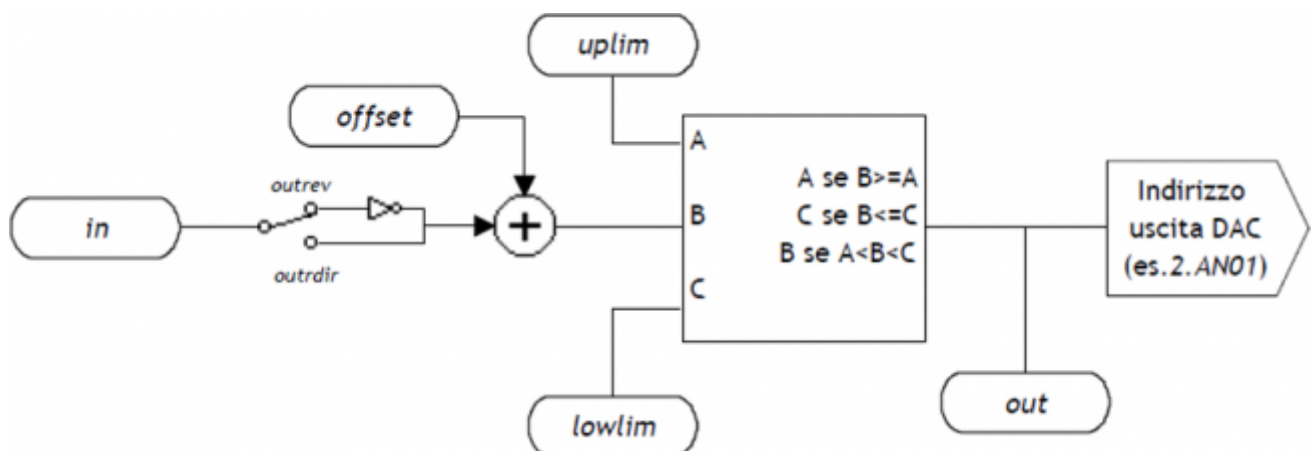 uplim
offset
outrev
in
outrdir
A
B
C
A se B>=A
C se B<=C
B se A<B<C
Indirizzo
uscita DAC
(es.2.AN01)
lowlim
out